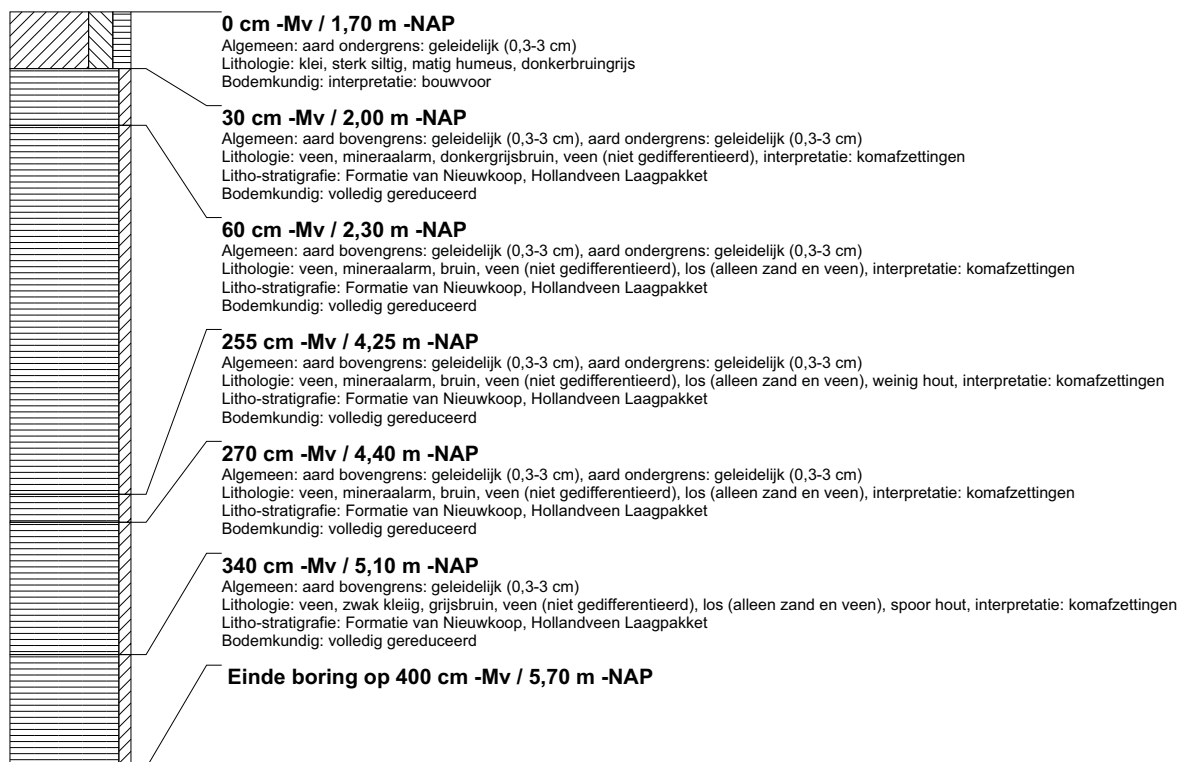 0 cm -Mv / 1,70 m -NAP
Algemeen: aard ondergrens: geleidelijk (0,3-3 cm)
Lithologie: klei, sterk siltig, matig humeus, donkerbruingrijs
Bodemkundig: interpretatie: bouwvoor
30 cm -Mv / 2,00 m -NAP
Algemeen: aard bovengrens: geleidelijk (0,3-3 cm), aard ondergrens: geleidelijk (0,3-3 cm)
Lithologie: veen, mineraalarm, donkergrijsbruin, veen (niet gedifferentieerd), interpretatie: komafzettingen
Litho-stratigrafie: Formatie van Nieuwkoop, Hollandveen Laagpakket
Bodemkundig: volledig gereduceerd
60 cm -Mv / 2,30 m -NAP
Algemeen: aard bovengrens: geleidelijk (0,3-3 cm), aard ondergrens: geleidelijk (0,3-3 cm)
Lithologie: veen, mineraalarm, bruin, veen (niet gedifferentieerd), los (alleen zand en veen), interpretatie: komafzettingen
Litho-stratigrafie: Formatie van Nieuwkoop, Hollandveen Laagpakket
Bodemkundig: volledig gereduceerd
255 cm -Mv / 4,25 m -NAP
Algemeen: aard bovengrens: geleidelijk (0,3-3 cm), aard ondergrens: geleidelijk (0,3-3 cm)
Lithologie: veen, mineraalarm, bruin, veen (niet gedifferentieerd), los (alleen zand en veen), weinig hout, interpretatie: komafzettingen
Litho-stratigrafie: Formatie van Nieuwkoop, Hollandveen Laagpakket
Bodemkundig: volledig gereduceerd
270 cm -Mv / 4,40 m -NAP
Algemeen: aard bovengrens: geleidelijk (0,3-3 cm), aard ondergrens: geleidelijk (0,3-3 cm)
Lithologie: veen, mineraalarm, bruin, veen (niet gedifferentieerd), los (alleen zand en veen), interpretatie: komafzettingen
Litho-stratigrafie: Formatie van Nieuwkoop, Hollandveen Laagpakket
Bodemkundig: volledig gereduceerd
340 cm -Mv / 5,10 m -NAP
Algemeen: aard bovengrens: geleidelijk (0,3-3 cm)
Lithologie: veen, zwak kleiig, grijsbruin, veen (niet gedifferentieerd), los (alleen zand en veen), spoor hout, interpretatie: komafzettingen
Litho-stratigrafie: Formatie van Nieuwkoop, Hollandveen Laagpakket
Bodemkundig: volledig gereduceerd
Einde boring op 400 cm -Mv / 5,70 m -NAP